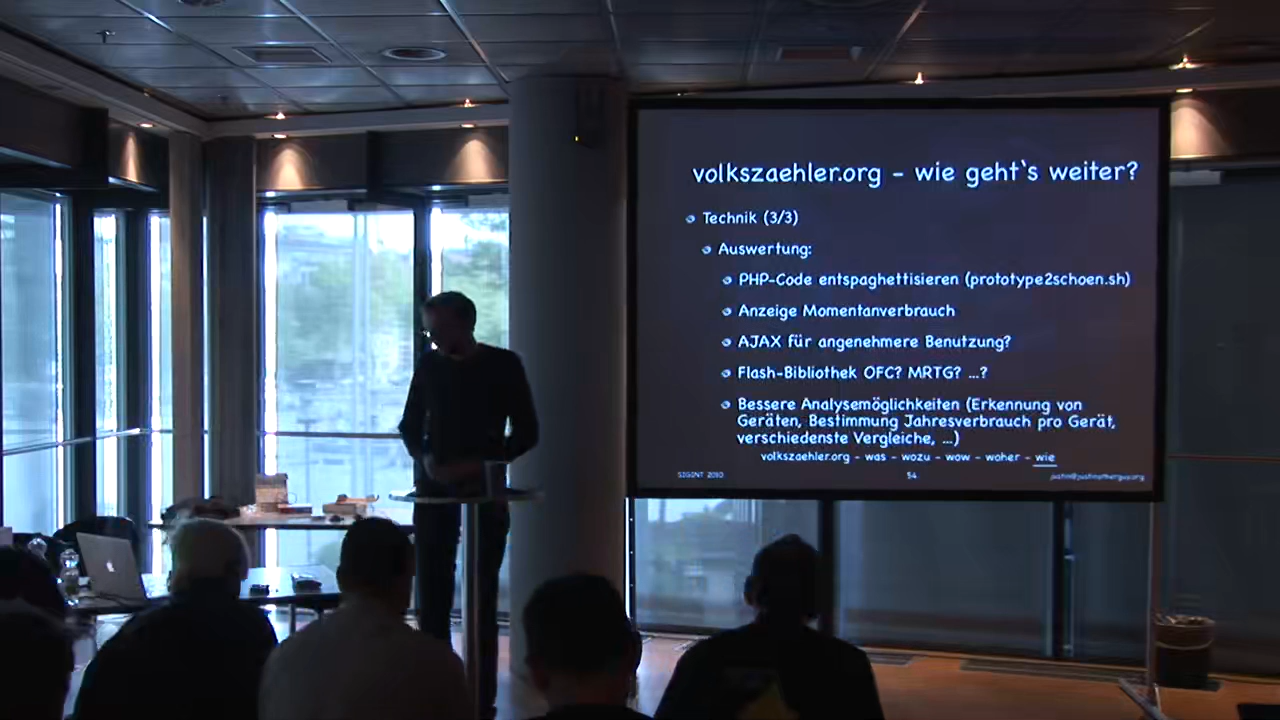 volkszaehler.org - wie geht's weiter?
Technik (3/3)
Auswertung:
PHP-Code entspaghettisieren (prototype2schoen.sh)
Anzeige Momentanverbrauch
AJAX für angenehmere Benutzung?
Flash-Bibliothek OFC? MRTG? ...?
Bessere Analysemöglichkeiten (Erkennung von
Geräten, Bestimmung Jahresverbrauch pro Gerät,
verschiedenste Vergleiche, ...)
volkszaehler.org - was - wozu - wow - woher - wie
SIGINT 2010
54